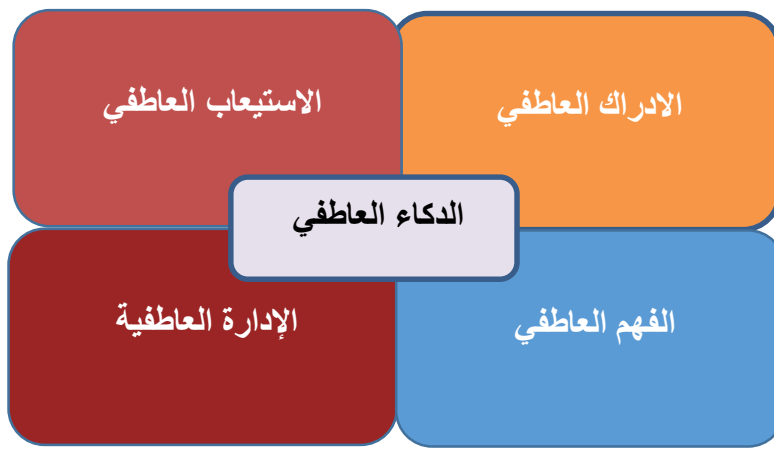 الادراك العاطفي
الاستيعاب العاطفي
الدكاء العاطفي
الفهم العاطفي
الإدارة العاطفية